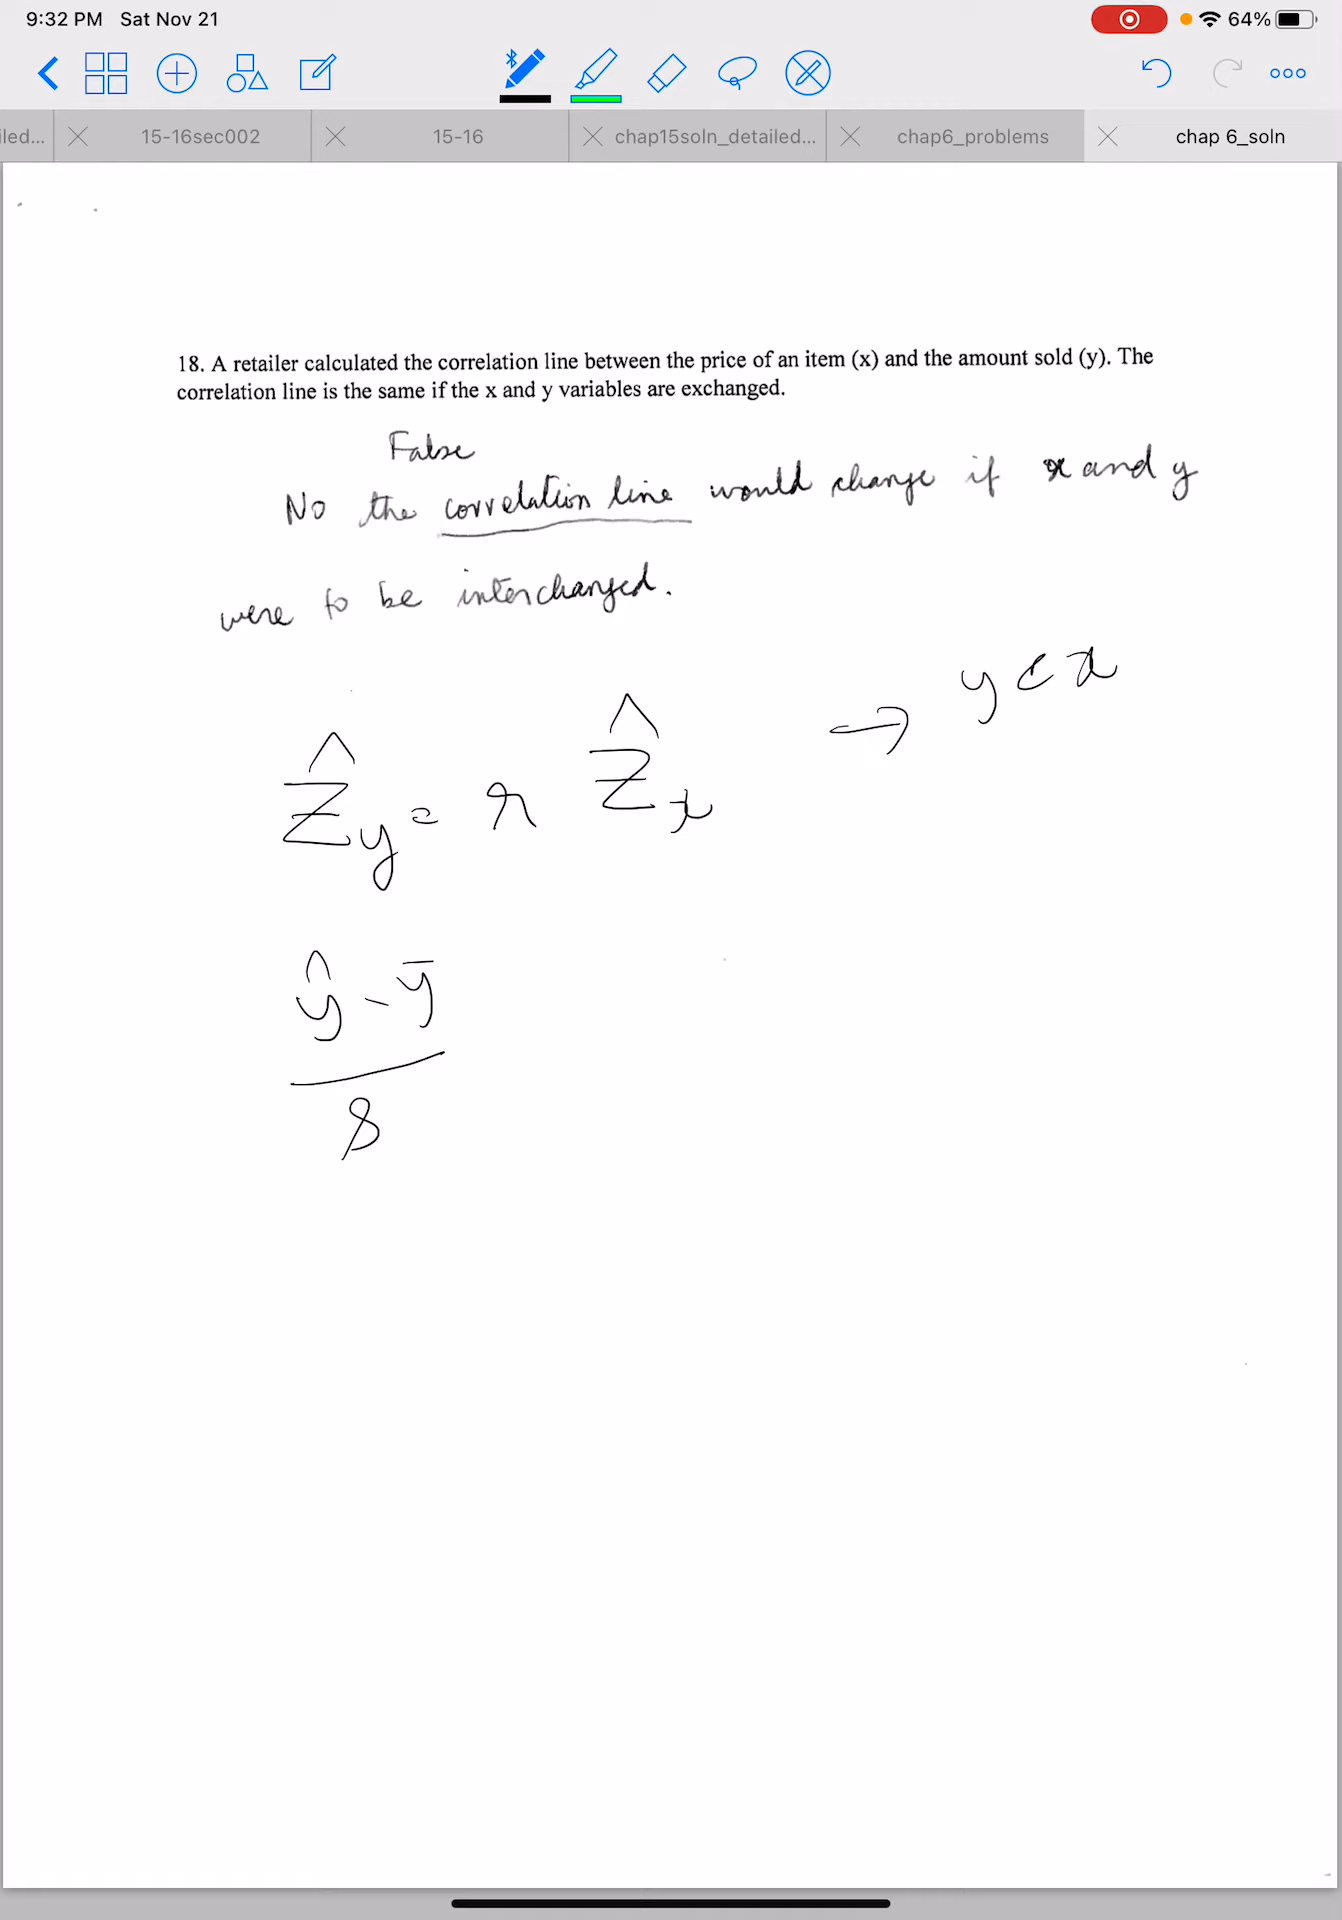 9:32 PM Sat Nov 21
64%
iled...
15-16sec002
15-16
chap15soln_detailed...
chap6_problems
chap 6_soln
18. A retailer calculated the correlation line between the price of an item (x) and the amount sold (y). The
correlation line is the same if the x and y variables are exchanged.
False
No the correlation line would change if x and y
were to be interchanged.
→ y < x
Ẑy = r Ẑx
ŷ - ȳ
s